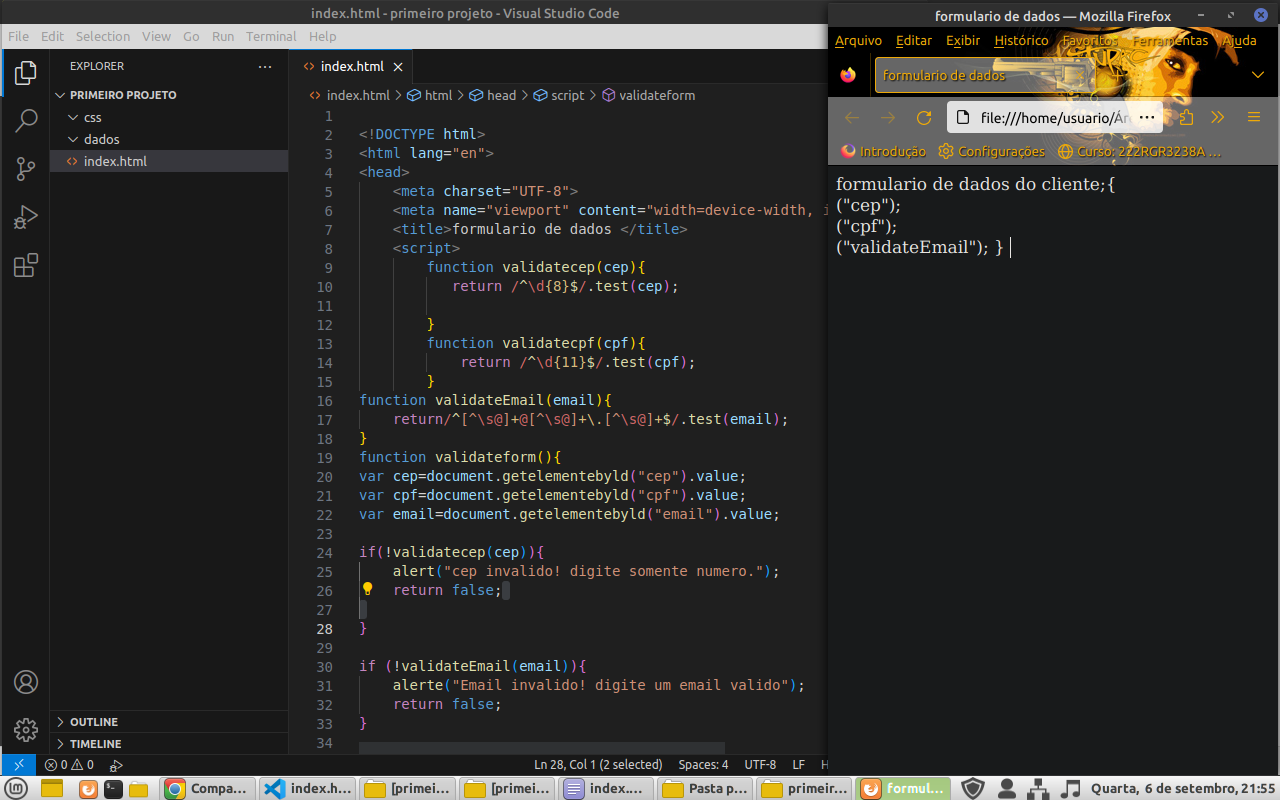 index.html - primeiro projeto - Visual Studio Code
File Edit Selection View Go Run Terminal Help
EXPLORER
PRIMEIRO PROJETO
css
dados
index.html
OUTLINE
TIMELINE
index.html
index.html > html > head > script > validateform
1
2 <!DOCTYPE html>
3 <html lang="en">
4 <head>
5 <meta charset="UTF-8">
6 <meta name="viewport" content="width=device-width, i
7 <title>formulario de dados </title>
8 <script>
9 function validatecep(cep){
10 return /^\d{8}$/.test(cep);
11
12 }
13 function validatecpf(cpf){
14 return /^\d{11}$/.test(cpf);
15 }
16 function validateEmail(email){
17 return/^[^\s@]+@[^\s@]+\.[^\s@]+$/.test(email);
18 }
19 function validateform(){
20 var cep=document.getelementebyld("cep").value;
21 var cpf=document.getelementebyld("cpf").value;
22 var email=document.getelementebyld("email").value;
23
24 if(!validatecep(cep)){
25 alert("cep invalido! digite somente numero.");
26 return false;
27
28 }
29
30 if (!validateEmail(email)){
31 alerte("Email invalido! digite um email valido");
32 return false;
33 }
34
0 0 Ln 28, Col 1 (2 selected) Spaces: 4 UTF-8 LF H
formulario de dados — Mozilla Firefox
Arquivo Editar Exibir Histórico Favoritos Ferramentas Ajuda
formulario de dados
file:///home/usuario/Ár
Introdução Configurações Curso: 222RGR3238A ...
formulario de dados do cliente;{
("cep");
("cpf");
("validateEmail"); }
Compa... index.h... [primei... [primei... index.... Pasta p... primeir... formul... Quarta, 6 de setembro, 21:55